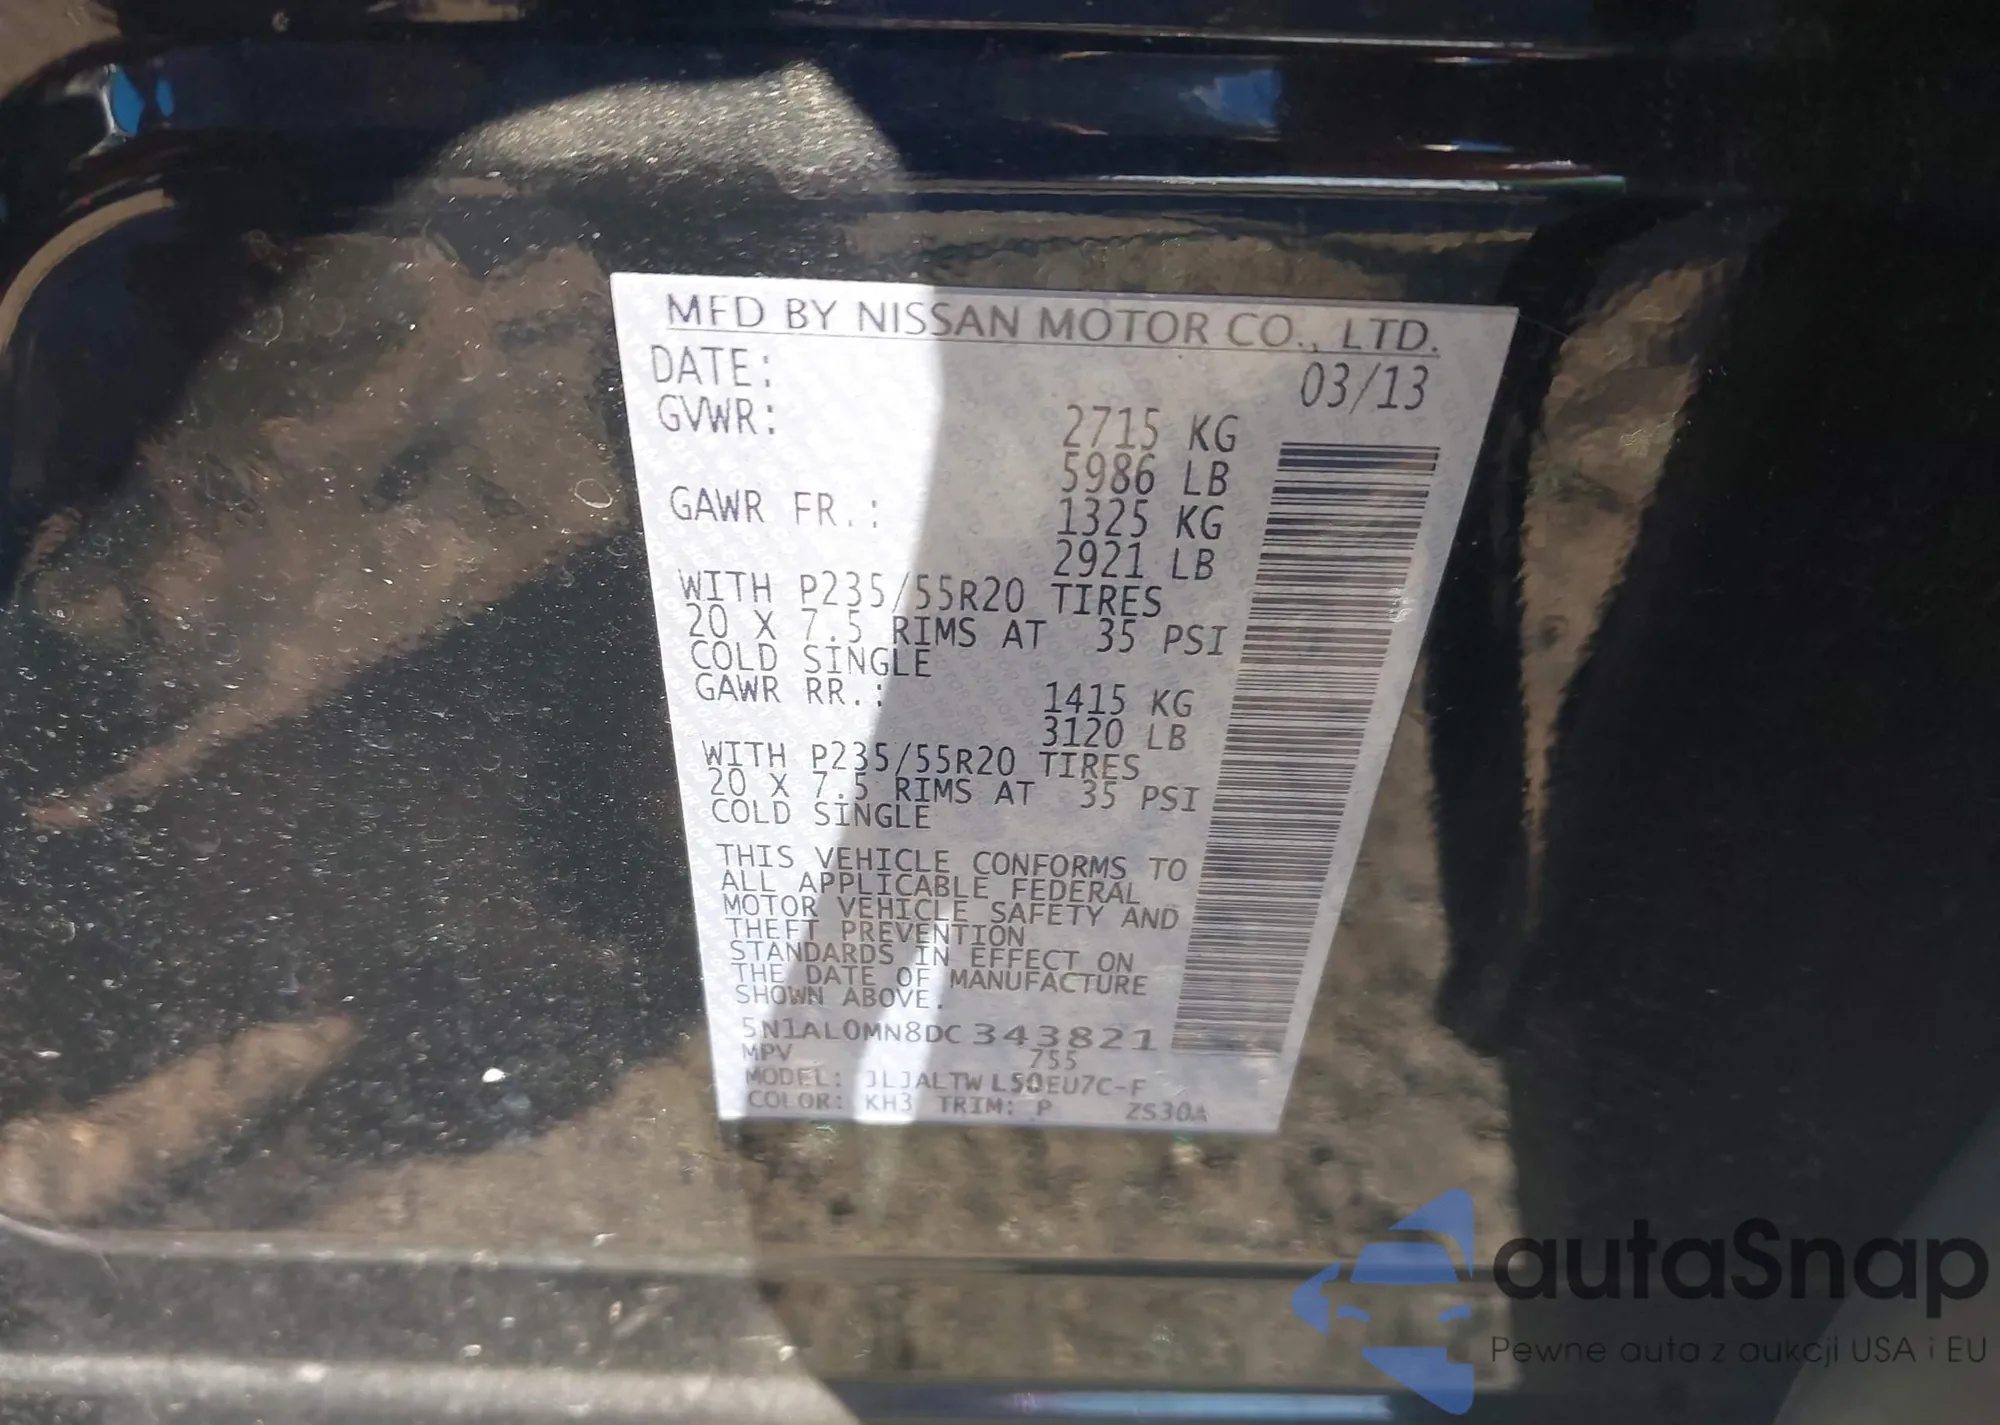 MFD BY NISSAN MOTOR CO., LTD.
DATE: 03/13
GVWR: 2715 KG
5986 LB
GAWR FR.: 1325 KG
2921 LB
WITH P235/55R20 TIRES
20 X 7.5 RIMS AT 35 PSI
COLD SINGLE
GAWR RR.: 1415 KG
3120 LB
WITH P235/55R20 TIRES
20 X 7.5 RIMS AT 35 PSI
COLD SINGLE
THIS VEHICLE CONFORMS TO
ALL APPLICABLE FEDERAL
MOTOR VEHICLE SAFETY AND
THEFT PREVENTION
STANDARDS IN EFFECT ON
THE DATE OF MANUFACTURE
SHOWN ABOVE.
5N1AL0MN8DC343821
MPV 755
MODEL: JLJALTWL50EU7C-F
COLOR: KH3 TRIM: P ZS30A
autaSnap
Pewne auta z aukcji USA i EU